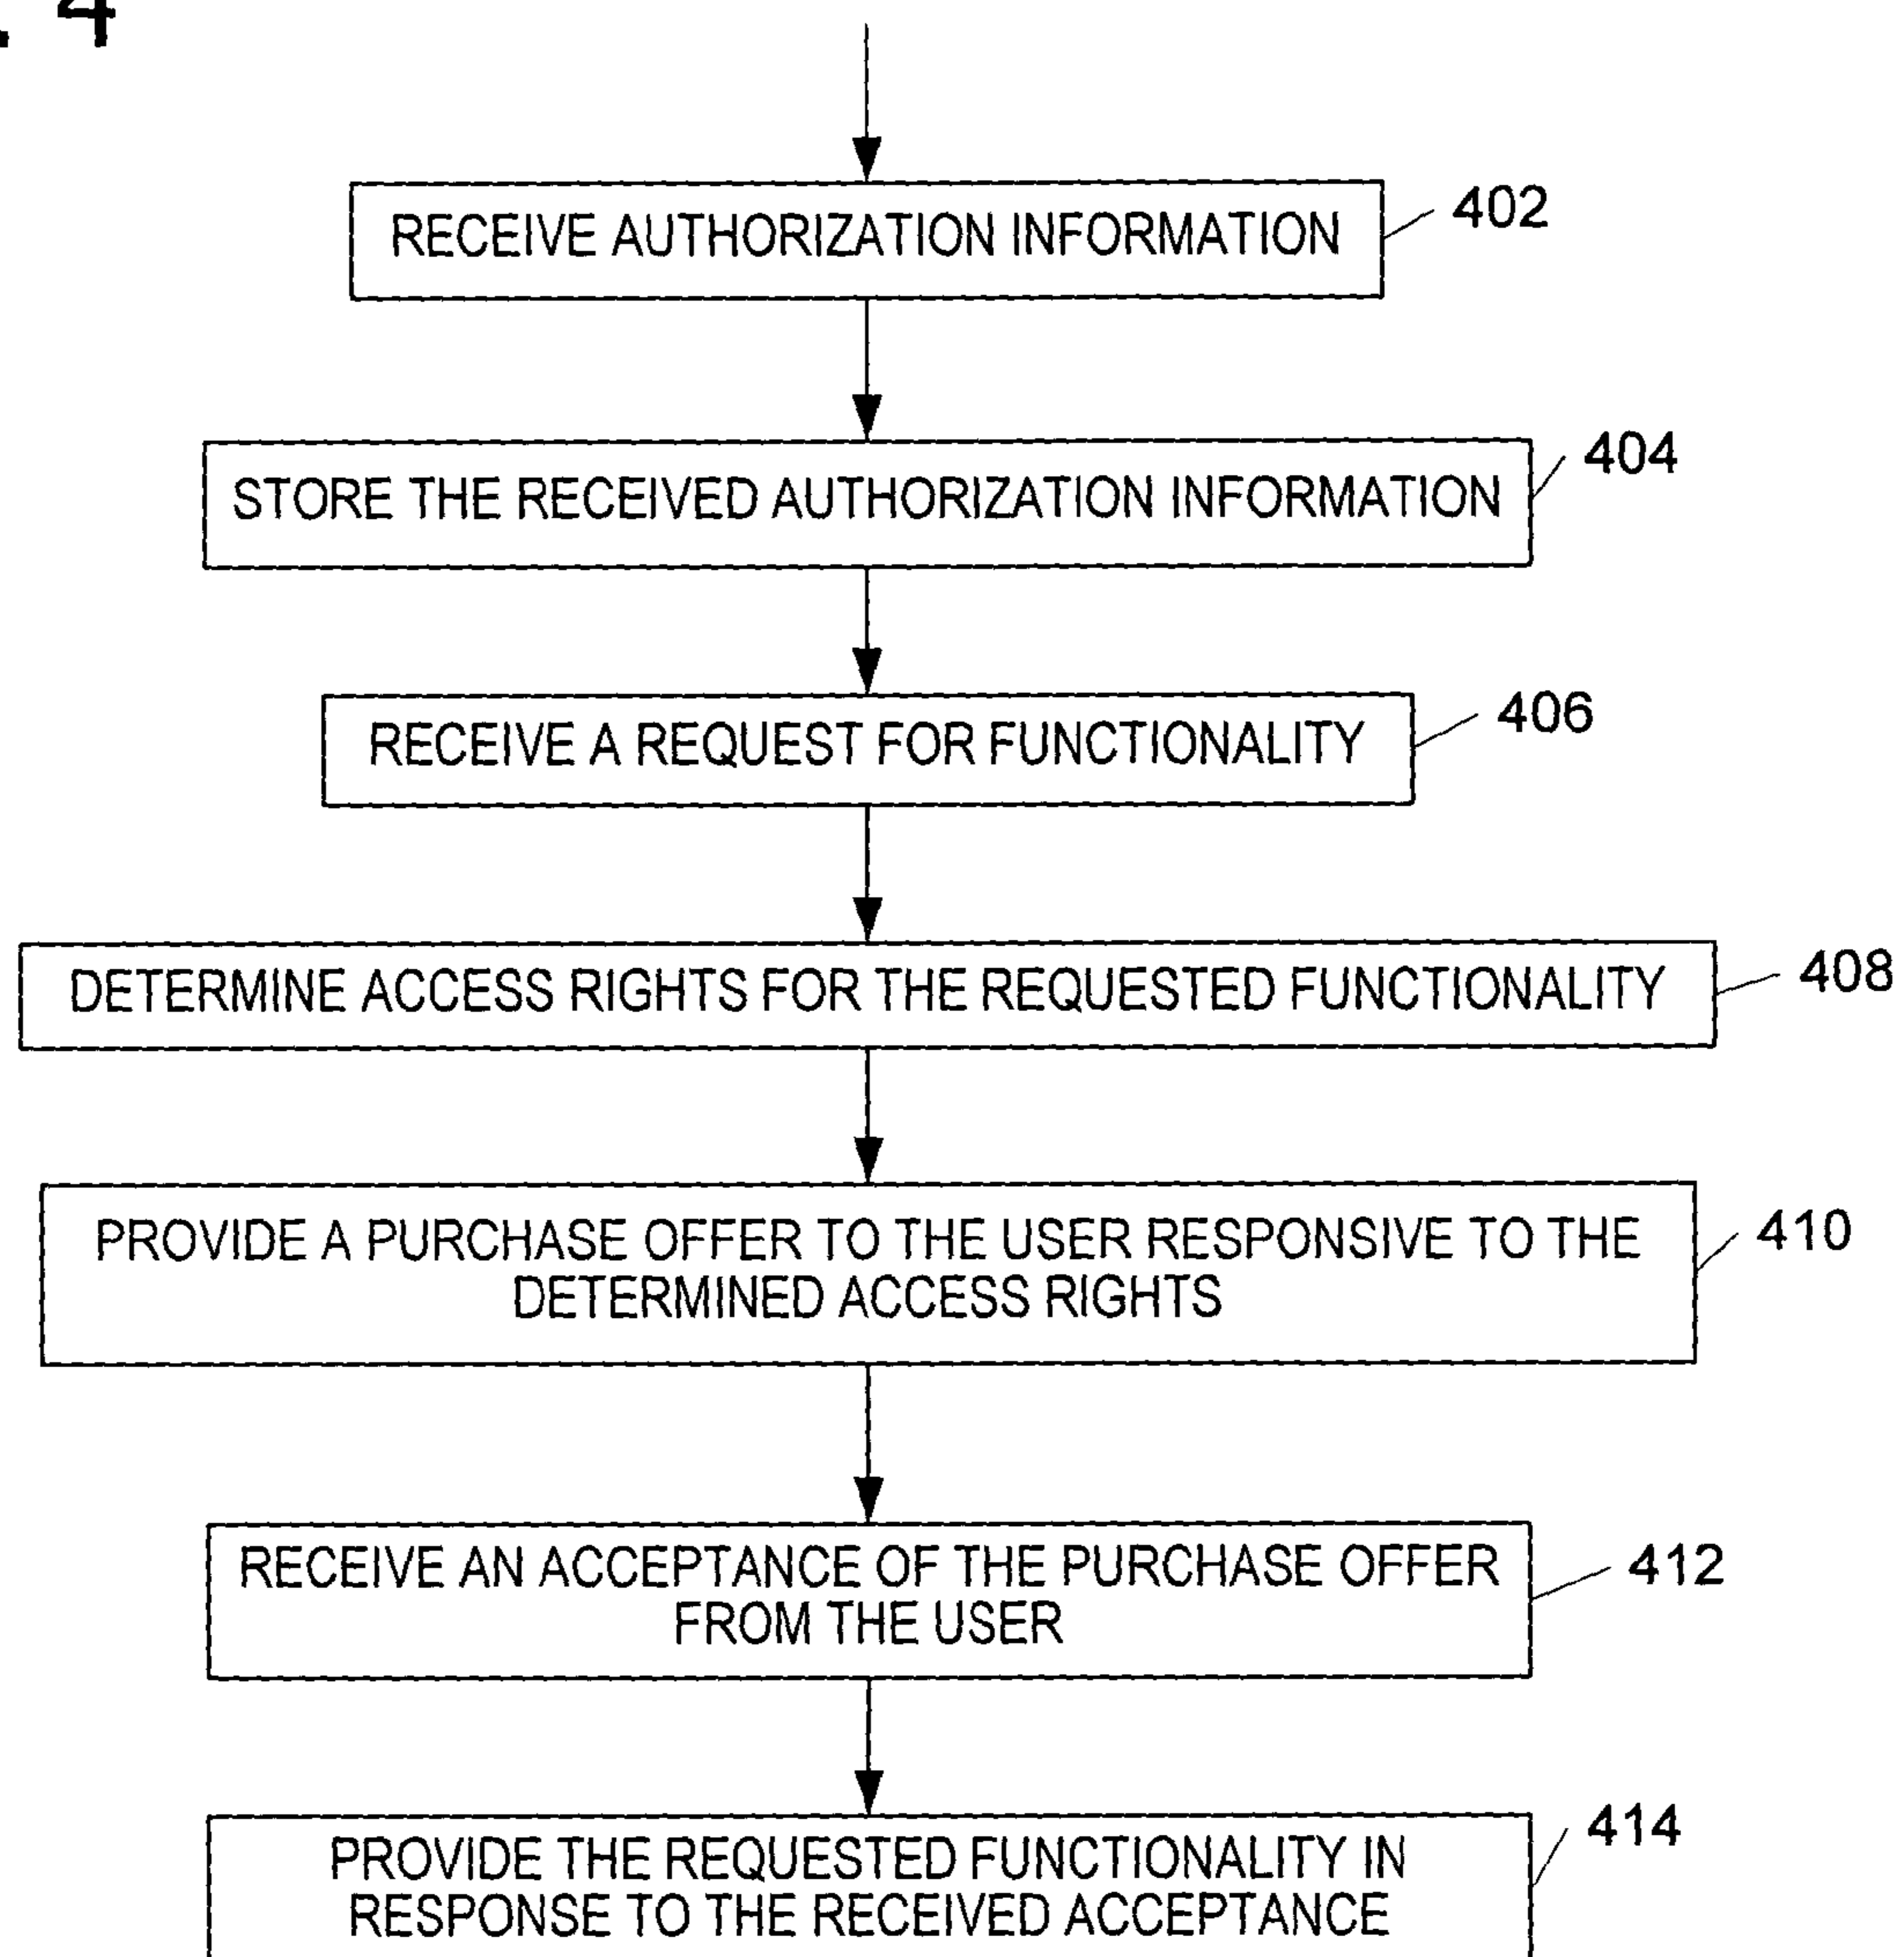 . 4
RECEIVE AUTHORIZATION INFORMATION
402
STORE THE RECEIVED AUTHORIZATION INFORMATION
404
RECEIVE A REQUEST FOR FUNCTIONALITY
406
DETERMINE ACCESS RIGHTS FOR THE REQUESTED FUNCTIONALITY
408
PROVIDE A PURCHASE OFFER TO THE USER RESPONSIVE TO THE
DETERMINED ACCESS RIGHTS
410
RECEIVE AN ACCEPTANCE OF THE PURCHASE OFFER
FROM THE USER
412
PROVIDE THE REQUESTED FUNCTIONALITY IN
RESPONSE TO THE RECEIVED ACCEPTANCE
414